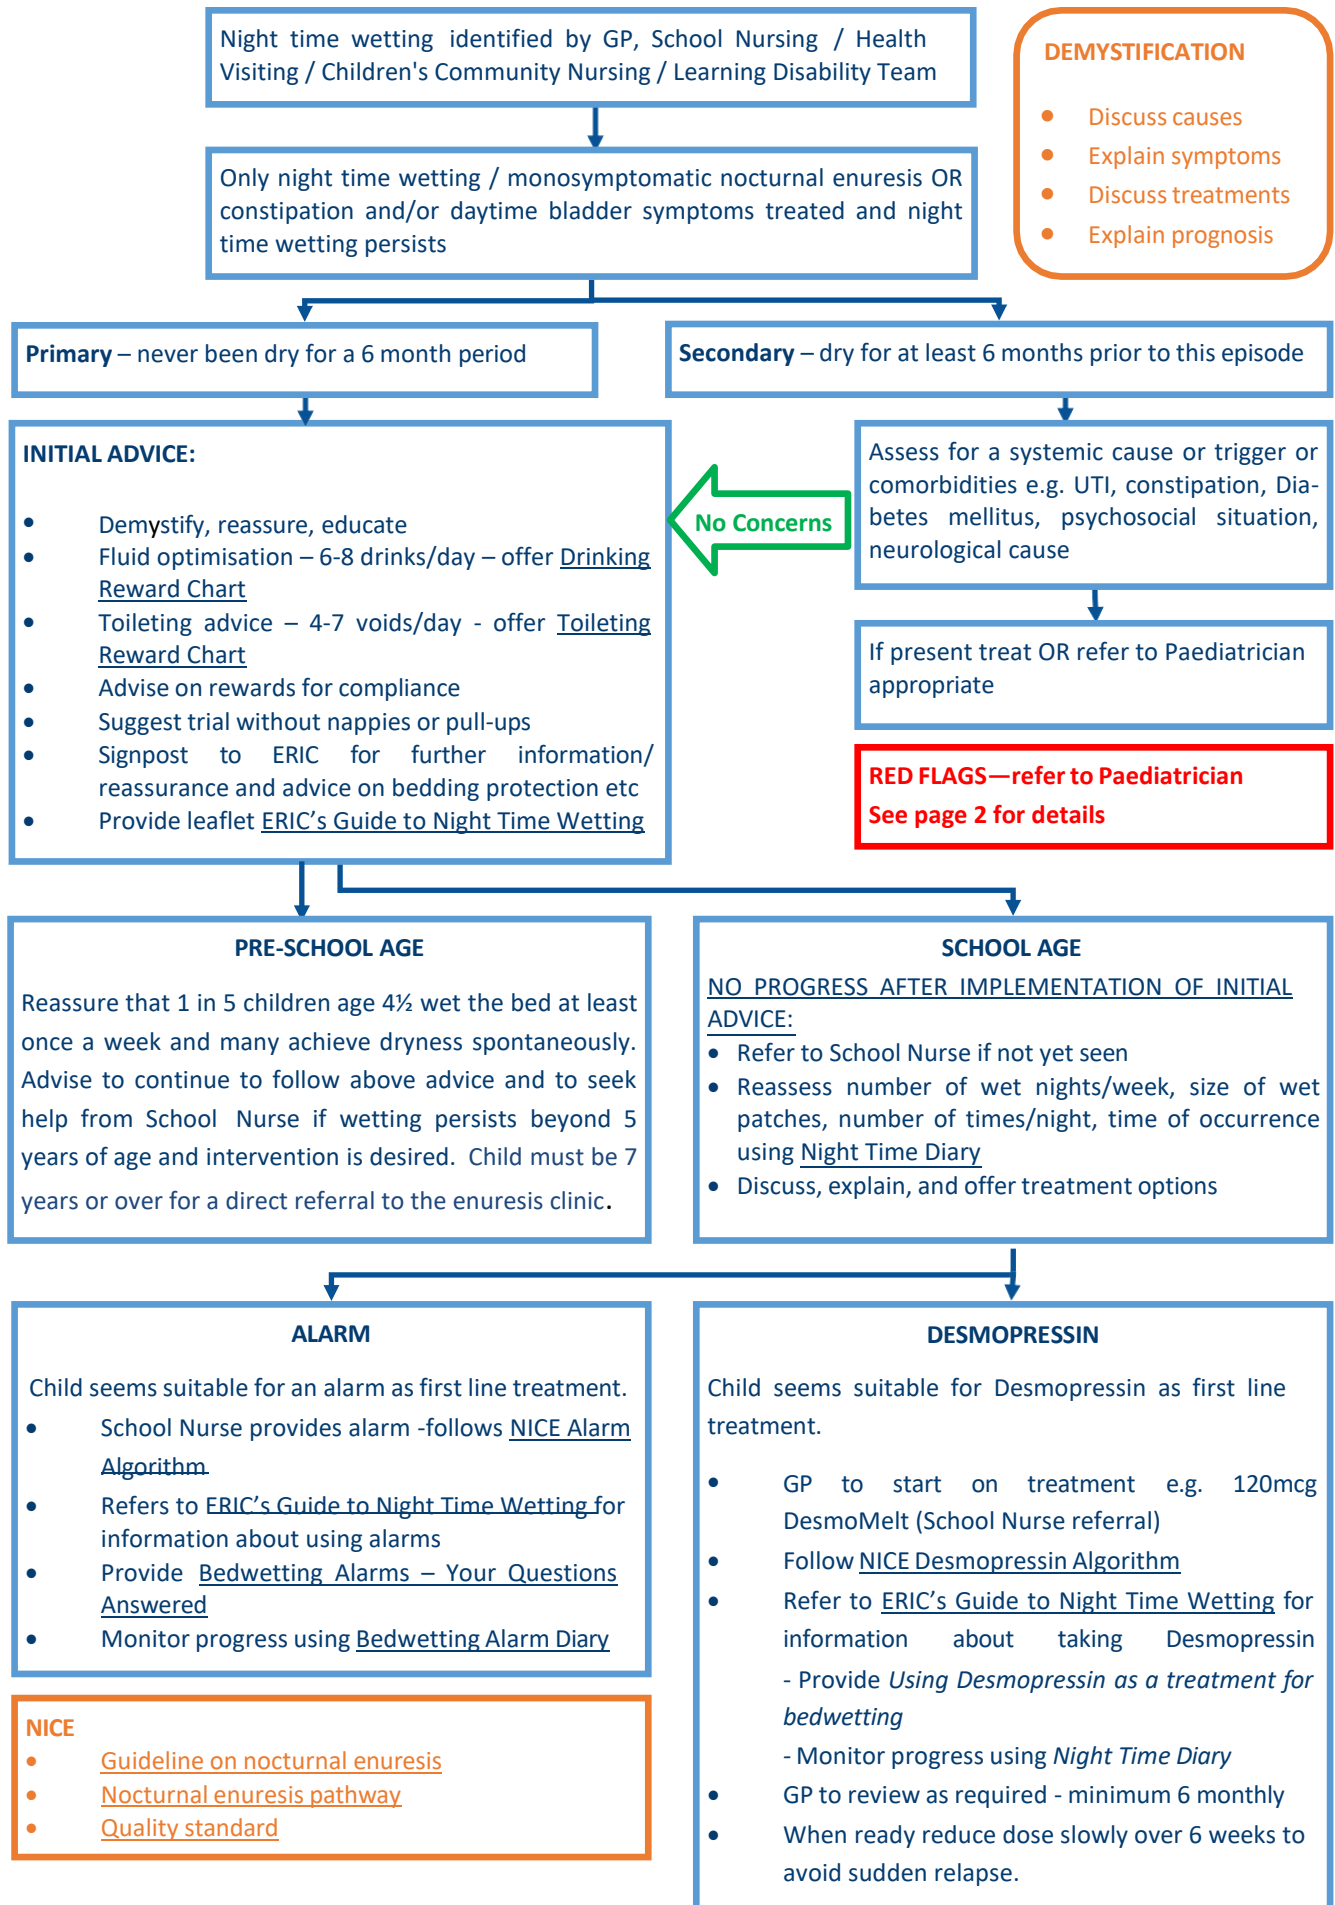 Night time wetting identified by GP, School Nursing / Health
Visiting / Children's Community Nursing / Learning Disability Team
DEMYSTIFICATION
• Discuss causes
• Explain symptoms
• Discuss treatments
• Explain prognosis
Only night time wetting / monosymptomatic nocturnal enuresis OR
constipation and/or daytime bladder symptoms treated and night
time wetting persists
Primary – never been dry for a 6 month period
Secondary – dry for at least 6 months prior to this episode
INITIAL ADVICE:
• Demystify, reassure, educate
• Fluid optimisation – 6-8 drinks/day – offer Drinking
Reward Chart
• Toileting advice – 4-7 voids/day - offer Toileting
Reward Chart
• Advise on rewards for compliance
• Suggest trial without nappies or pull-ups
• Signpost to ERIC for further information/
reassurance and advice on bedding protection etc
• Provide leaflet ERIC's Guide to Night Time Wetting
No Concerns
Assess for a systemic cause or trigger or
comorbidities e.g. UTI, constipation, Dia-
betes mellitus, psychosocial situation,
neurological cause
If present treat OR refer to Paediatrician
appropriate
RED FLAGS—refer to Paediatrician
See page 2 for details
PRE-SCHOOL AGE
Reassure that 1 in 5 children age 4½ wet the bed at least
once a week and many achieve dryness spontaneously.
Advise to continue to follow above advice and to seek
help from School Nurse if wetting persists beyond 5
years of age and intervention is desired. Child must be 7
years or over for a direct referral to the enuresis clinic.
SCHOOL AGE
NO PROGRESS AFTER IMPLEMENTATION OF INITIAL
ADVICE:
• Refer to School Nurse if not yet seen
• Reassess number of wet nights/week, size of wet
patches, number of times/night, time of occurrence
using Night Time Diary
• Discuss, explain, and offer treatment options
ALARM
Child seems suitable for an alarm as first line treatment.
• School Nurse provides alarm -follows NICE Alarm
Algorithm
• Refers to ERIC's Guide to Night Time Wetting for
information about using alarms
• Provide Bedwetting Alarms – Your Questions
Answered
• Monitor progress using Bedwetting Alarm Diary
NICE
• Guideline on nocturnal enuresis
• Nocturnal enuresis pathway
• Quality standard
DESMOPRESSIN
Child seems suitable for Desmopressin as first line
treatment.
• GP to start on treatment e.g. 120mcg
DesmoMelt (School Nurse referral)
• Follow NICE Desmopressin Algorithm
• Refer to ERIC's Guide to Night Time Wetting for
information about taking Desmopressin
- Provide Using Desmopressin as a treatment for
bedwetting
- Monitor progress using Night Time Diary
• GP to review as required - minimum 6 monthly
• When ready reduce dose slowly over 6 weeks to
avoid sudden relapse.